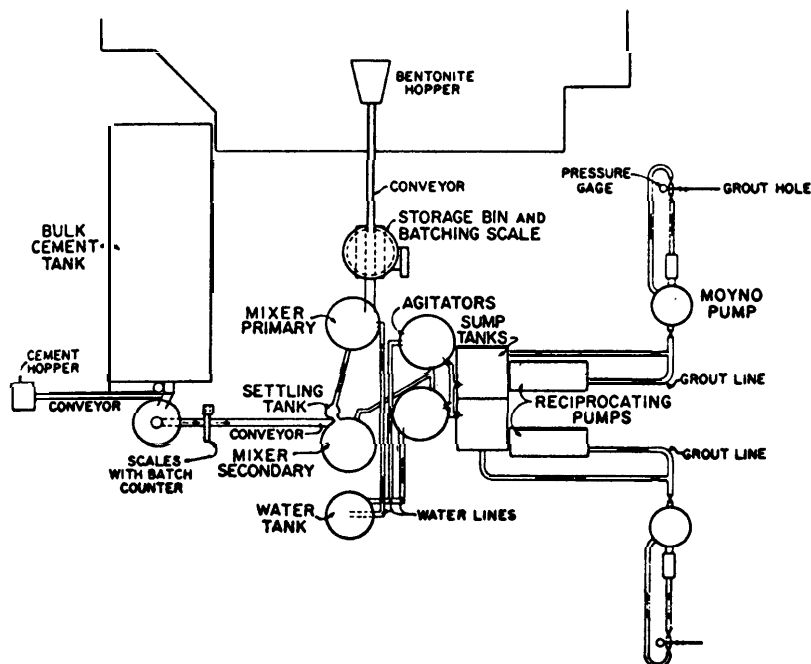 BENTONITE
HOPPER
CONVEYOR
PRESSURE
GAGE
GROUT HOLE
STORAGE BIN AND
BATCHING SCALE
BULK
CEMENT
TANK
MIXER
PRIMARY
AGITATORS
SUMP
TANKS
MOYNO
PUMP
CEMENT
HOPPER
CONVEYOR
SETTLING
TANK
GROUT LINE
RECIPROCATING
PUMPS
CONVEYOR
MIXER
SECONDARY
SCALES
WITH BATCH
COUNTER
GROUT LINE
WATER
TANK
WATER LINES